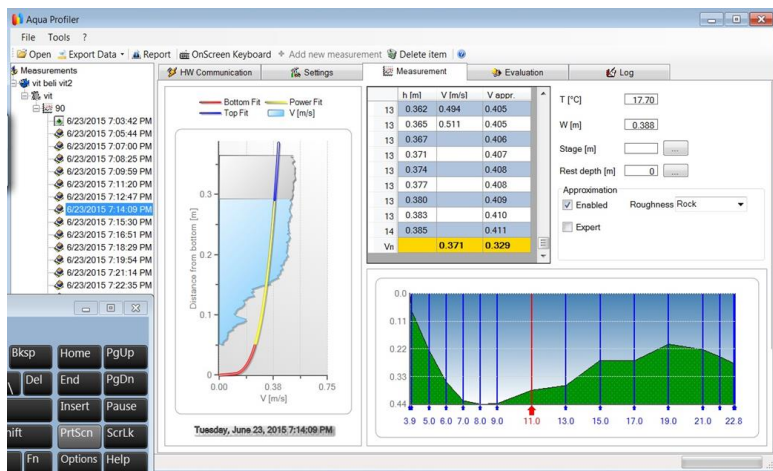 Aqua Profiler
File Tools ?
Open Export Data Report OnScreen Keyboard Add new measurement Delete item
Measurements
vit beli vit2
vit
90
6/23/2015 7:03:42 PM
6/23/2015 7:05:44 PM
6/23/2015 7:07:00 PM
6/23/2015 7:08:25 PM
6/23/2015 7:09:59 PM
6/23/2015 7:11:20 PM
6/23/2015 7:12:47 PM
6/23/2015 7:14:09 PM
6/23/2015 7:15:30 PM
6/23/2015 7:16:51 PM
6/23/2015 7:18:29 PM
6/23/2015 7:19:54 PM
6/23/2015 7:21:14 PM
6/23/2015 7:22:35 PM
HW Communication Settings Measurement Evaluation Log
Bottom Fit Power Fit
Top Fit V [m/s]
Distance from bottom [m]
0.3
0.2
0.1
0
0.00 0.38 0.75
V [m/s]
Tuesday, June 23, 2015 7:14:09 PM
h [m] V [m/s] V appr.
13 0.362 0.494 0.405
13 0.365 0.511 0.405
13 0.367 0.406
13 0.371 0.407
13 0.374 0.408
13 0.377 0.408
13 0.380 0.409
13 0.383 0.410
14 0.385 0.411
Vn 0.371 0.329
T [°C] 17.70
W [m] 0.388
Stage [m] ...
Rest depth [m] 0 ...
Approximation
Enabled Roughness Rock
Expert
0.0
0.11
0.22
0.33
0.44
3.9 5.0 6.0 7.0 8.0 9.0 11.0 13.0 15.0 17.0 19.0 21.0 22.8
Bksp Home PgUp
\ Del End PgDn
Insert Pause
hift PrtScn ScrLk
Fn Options Help